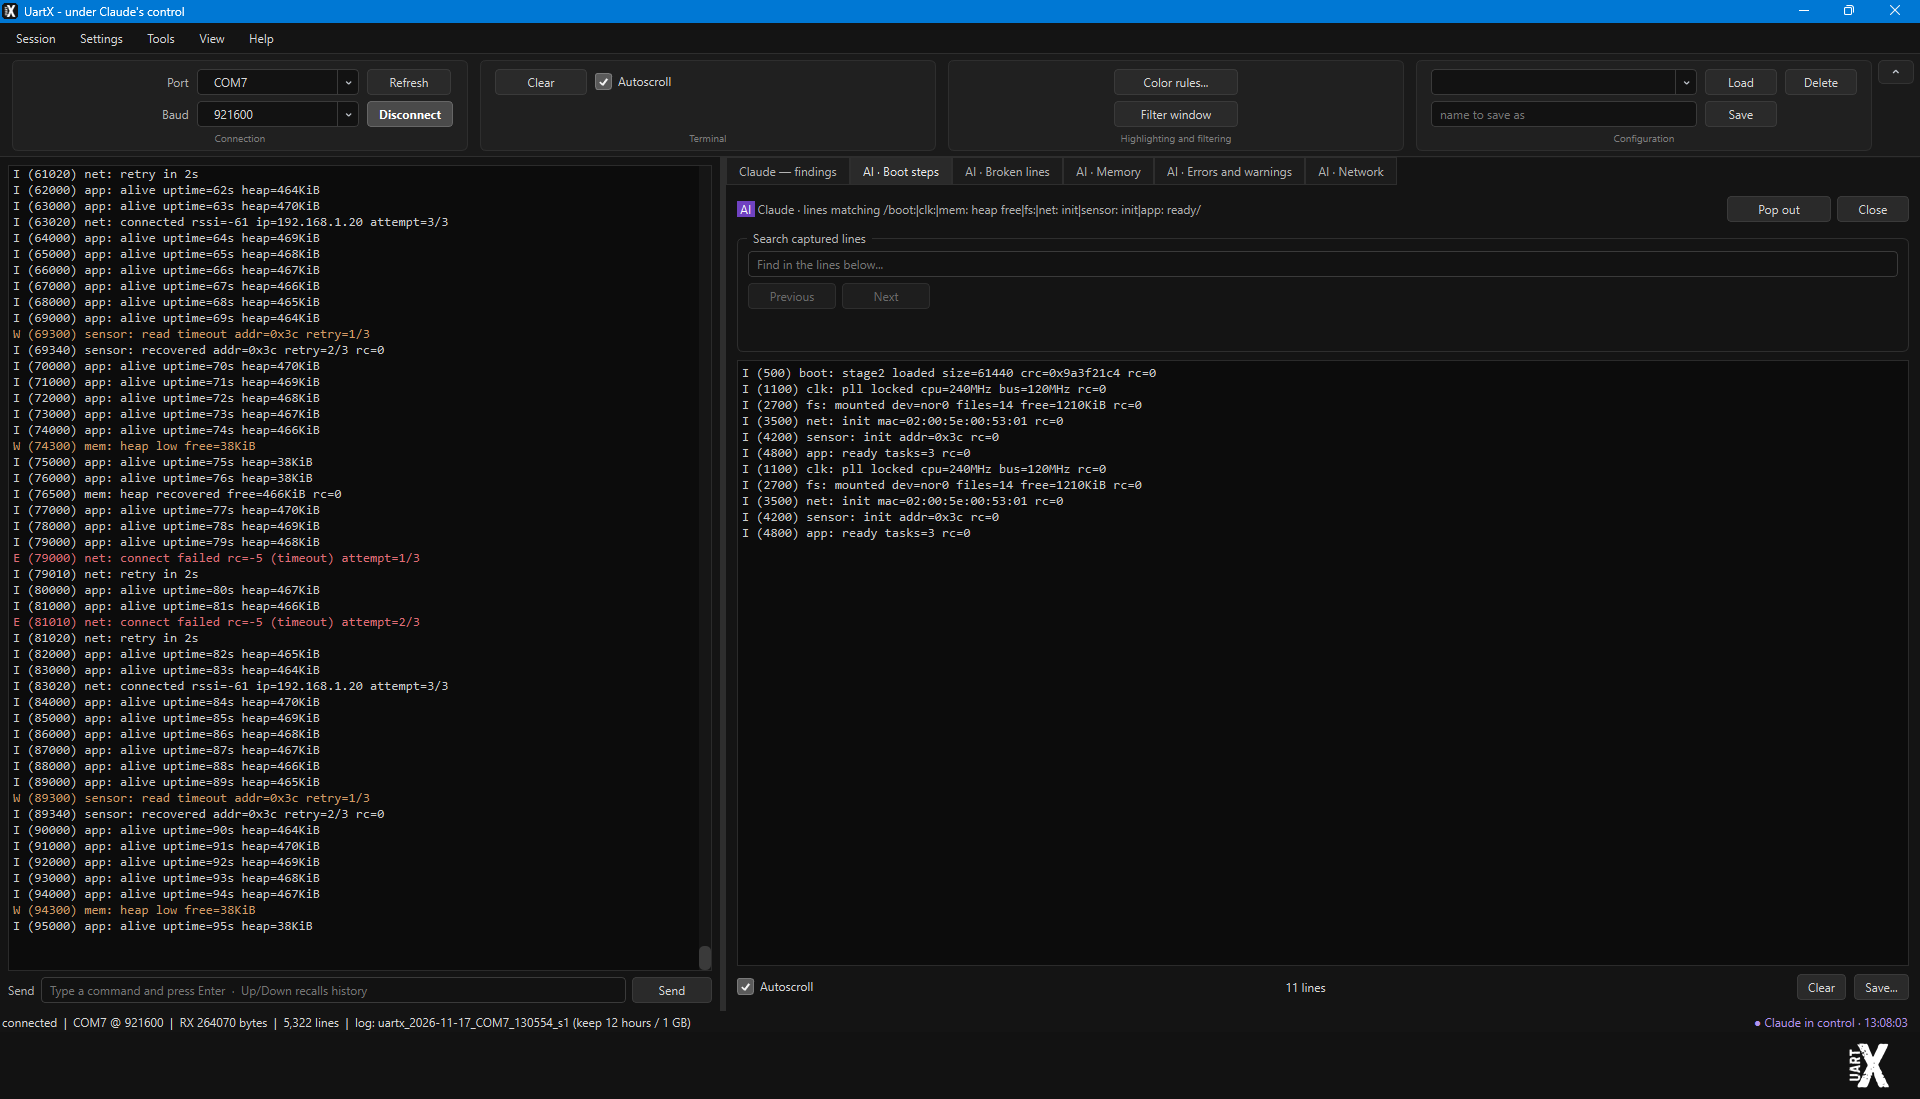 UartX - under Claude's control
Session Settings Tools View Help
Port COM7 Refresh
Baud 921600 Disconnect
Connection
Clear Autoscroll
Terminal
Color rules...
Filter window
Highlighting and filtering
Load Delete
name to save as Save
Configuration
I (61020) net: retry in 2s
I (62000) app: alive uptime=62s heap=464KiB
I (63000) app: alive uptime=63s heap=470KiB
I (63020) net: connected rssi=-61 ip=192.168.1.20 attempt=3/3
I (64000) app: alive uptime=64s heap=469KiB
I (65000) app: alive uptime=65s heap=468KiB
I (66000) app: alive uptime=66s heap=467KiB
I (67000) app: alive uptime=67s heap=466KiB
I (68000) app: alive uptime=68s heap=465KiB
I (69000) app: alive uptime=69s heap=464KiB
W (69300) sensor: read timeout addr=0x3c retry=1/3
I (69340) sensor: recovered addr=0x3c retry=2/3 rc=0
I (70000) app: alive uptime=70s heap=470KiB
I (71000) app: alive uptime=71s heap=469KiB
I (72000) app: alive uptime=72s heap=468KiB
I (73000) app: alive uptime=73s heap=467KiB
I (74000) app: alive uptime=74s heap=466KiB
W (74300) mem: heap low free=38KiB
I (75000) app: alive uptime=75s heap=38KiB
I (76000) app: alive uptime=76s heap=38KiB
I (76500) mem: heap recovered free=466KiB rc=0
I (77000) app: alive uptime=77s heap=470KiB
I (78000) app: alive uptime=78s heap=469KiB
I (79000) app: alive uptime=79s heap=468KiB
E (79000) net: connect failed rc=-5 (timeout) attempt=1/3
I (79010) net: retry in 2s
I (80000) app: alive uptime=80s heap=467KiB
I (81000) app: alive uptime=81s heap=466KiB
E (81010) net: connect failed rc=-5 (timeout) attempt=2/3
I (81020) net: retry in 2s
I (82000) app: alive uptime=82s heap=465KiB
I (83000) app: alive uptime=83s heap=464KiB
I (83020) net: connected rssi=-61 ip=192.168.1.20 attempt=3/3
I (84000) app: alive uptime=84s heap=470KiB
I (85000) app: alive uptime=85s heap=469KiB
I (86000) app: alive uptime=86s heap=468KiB
I (87000) app: alive uptime=87s heap=467KiB
I (88000) app: alive uptime=88s heap=466KiB
I (89000) app: alive uptime=89s heap=465KiB
W (89300) sensor: read timeout addr=0x3c retry=1/3
I (89340) sensor: recovered addr=0x3c retry=2/3 rc=0
I (90000) app: alive uptime=90s heap=464KiB
I (91000) app: alive uptime=91s heap=470KiB
I (92000) app: alive uptime=92s heap=469KiB
I (93000) app: alive uptime=93s heap=468KiB
I (94000) app: alive uptime=94s heap=467KiB
W (94300) mem: heap low free=38KiB
I (95000) app: alive uptime=95s heap=38KiB
Send Type a command and press Enter · Up/Down recalls history Send
Claude — findings AI · Boot steps AI · Broken lines AI · Memory AI · Errors and warnings AI · Network
AI Claude · lines matching /boot:|clk:|mem: heap free|fs:|net: init|sensor: init|app: ready/ Pop out Close
Search captured lines
Find in the lines below...
Previous Next
I (500) boot: stage2 loaded size=61440 crc=0x9a3f21c4 rc=0
I (1100) clk: pll locked cpu=240MHz bus=120MHz rc=0
I (2700) fs: mounted dev=nor0 files=14 free=1210KiB rc=0
I (3500) net: init mac=02:00:5e:00:53:01 rc=0
I (4200) sensor: init addr=0x3c rc=0
I (4800) app: ready tasks=3 rc=0
I (1100) clk: pll locked cpu=240MHz bus=120MHz rc=0
I (2700) fs: mounted dev=nor0 files=14 free=1210KiB rc=0
I (3500) net: init mac=02:00:5e:00:53:01 rc=0
I (4200) sensor: init addr=0x3c rc=0
I (4800) app: ready tasks=3 rc=0
Autoscroll 11 lines Clear Save...
connected | COM7 @ 921600 | RX 264070 bytes | 5,322 lines | log: uartx_2026-11-17_COM7_130554_s1 (keep 12 hours / 1 GB)
● Claude in control · 13:08:03
UART X